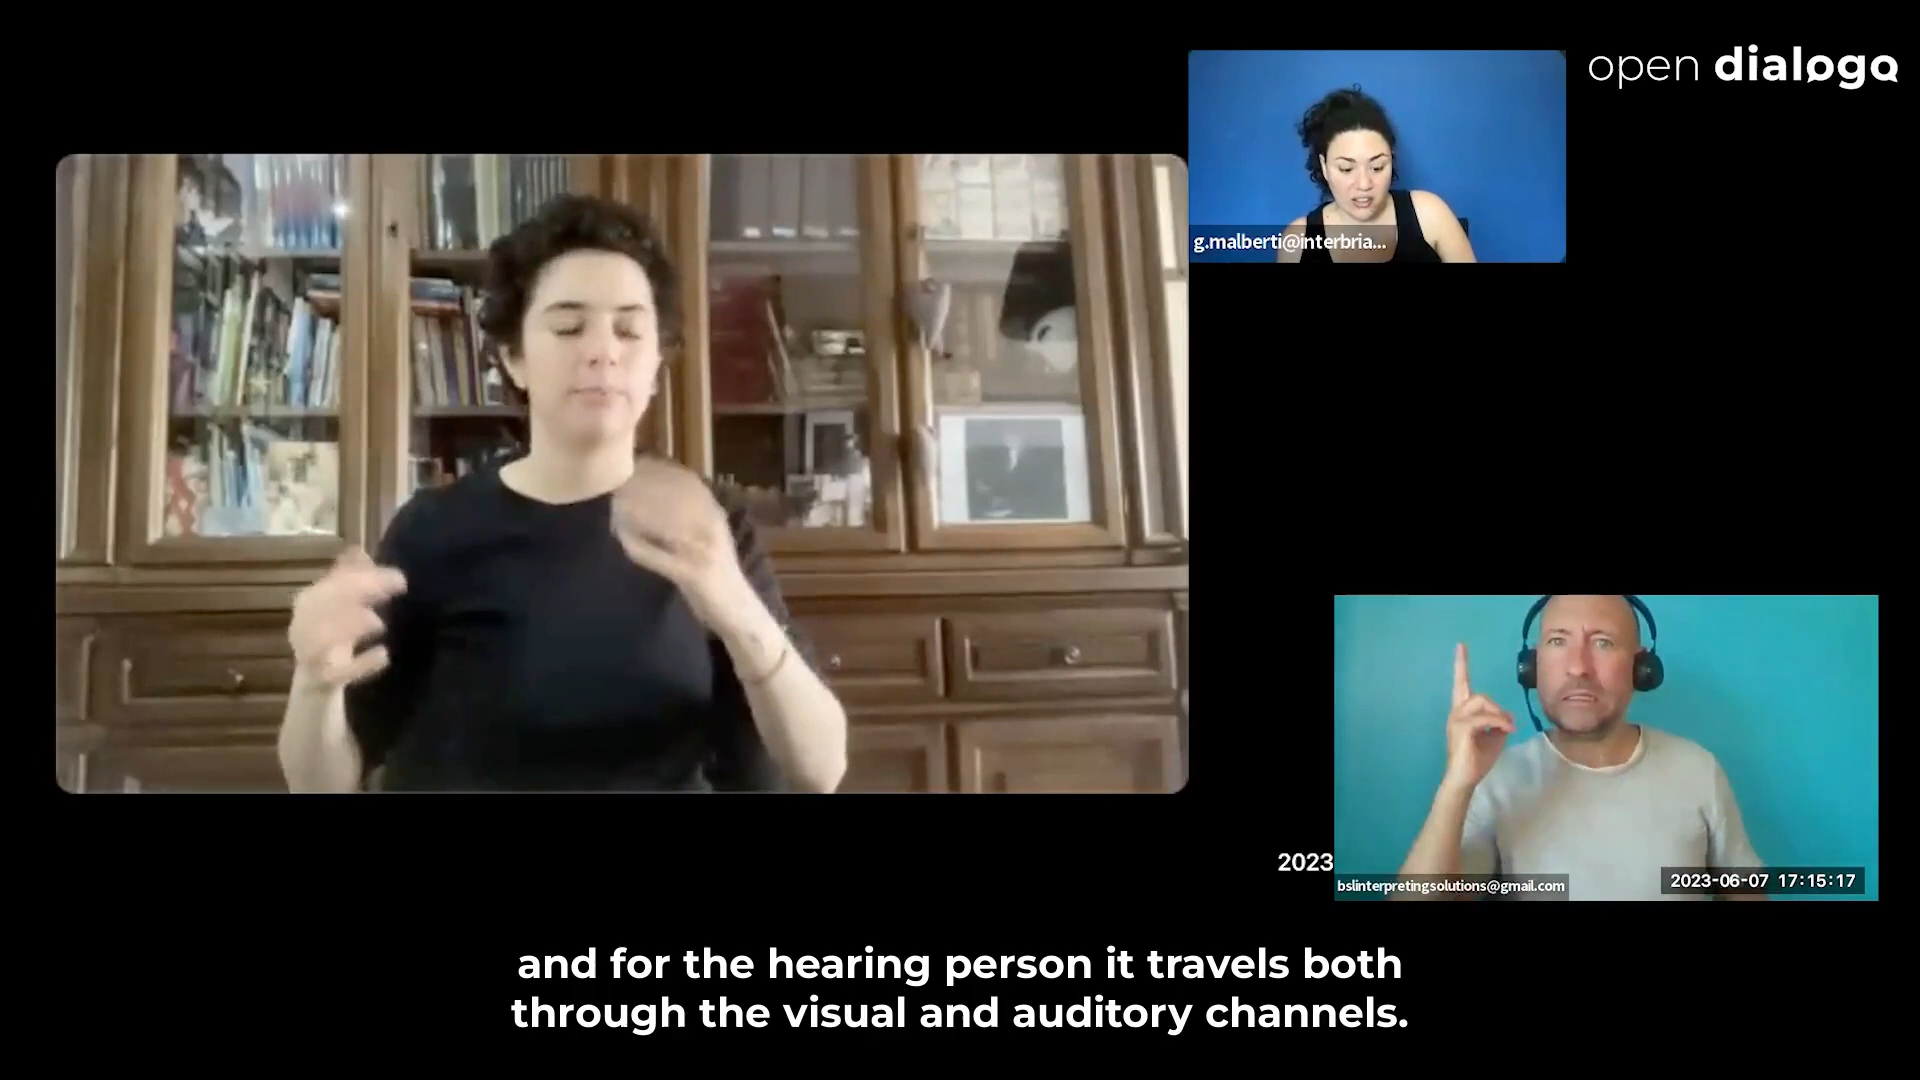 open dialogo
g.malberti@interbria...
2023
bslinterpretingsolutions@gmail.com
2023-06-07 17:15:17
and for the hearing person it travels both
through the visual and auditory channels.